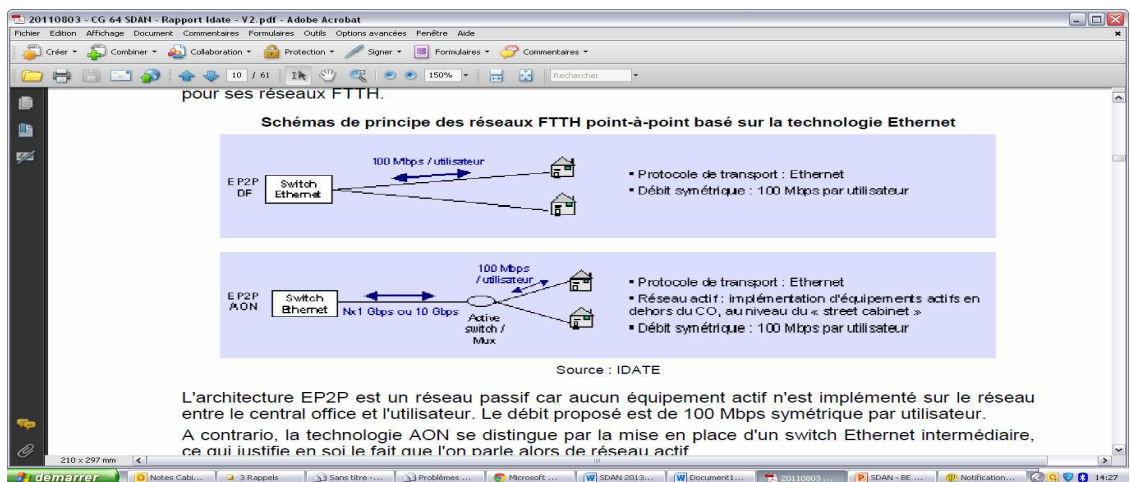 20110803 - CG 64 SDAN - Rapport Idate - V2.pdf - Adobe Acrobat
Fichier Edition Affichage Document Commentaires Formulaires Outils Options avancées Fenêtre Aide
Créer Combiner Collaboration Protection Signer Formulaires Commentaires
10 / 61 150% Rechercher
pour ses réseaux FTTH.
Schémas de principe des réseaux FTTH point-à-point basé sur la technologie Ethernet
100 Mbps / utilisateur
EP2P DF
Switch Ethernet
▪ Protocole de transport : Ethernet
▪ Débit symétrique : 100 Mbps par utilisateur
100 Mbps / utilisateur
EP2P AON
Switch Ethernet
Nx1 Gbps ou 10 Gbps
Active switch / Mux
▪ Protocole de transport : Ethernet
▪ Réseau actif : implémentation d'équipements actifs en
dehors du CO, au niveau du « street cabinet »
▪ Débit symétrique : 100 Mbps par utilisateur
Source : IDATE
L'architecture EP2P est un réseau passif car aucun équipement actif n'est implémenté sur le réseau
entre le central office et l'utilisateur. Le débit proposé est de 100 Mbps symétrique par utilisateur.
A contrario, la technologie AON se distingue par la mise en place d'un switch Ethernet intermédiaire,
ce qui justifie en soi le fait que l'on parle alors de réseau actif
210 x 297 mm
démarrer Notes Cabi... 3 Rappels Sans titre -... Problèmes ... Microsoft ... SDAN 2013... Document1... 20110803 ... SDAN - BE ... Notification... 14:27